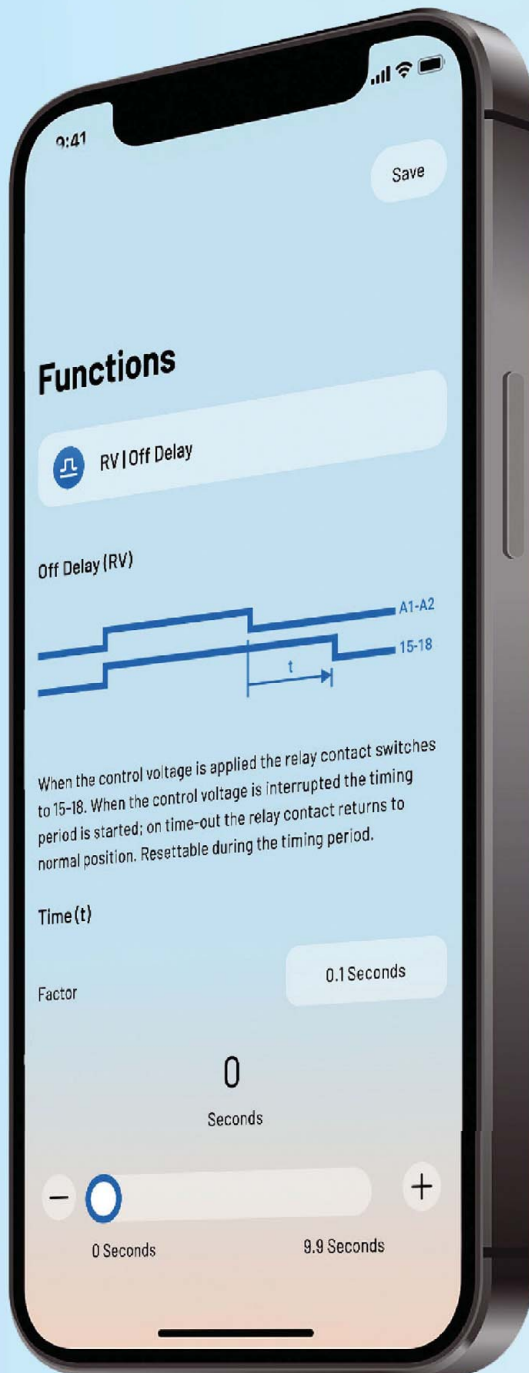 9:41
Save
Functions
RV | Off Delay
Off Delay (RV)
A1-A2
15-18
t
When the control voltage is applied the relay contact switches
to 15-18. When the control voltage is interrupted the timing
period is started; on time-out the relay contact returns to
normal position. Resettable during the timing period.
Time (t)
Factor
0.1 Seconds
0
Seconds
0 Seconds
9.9 Seconds